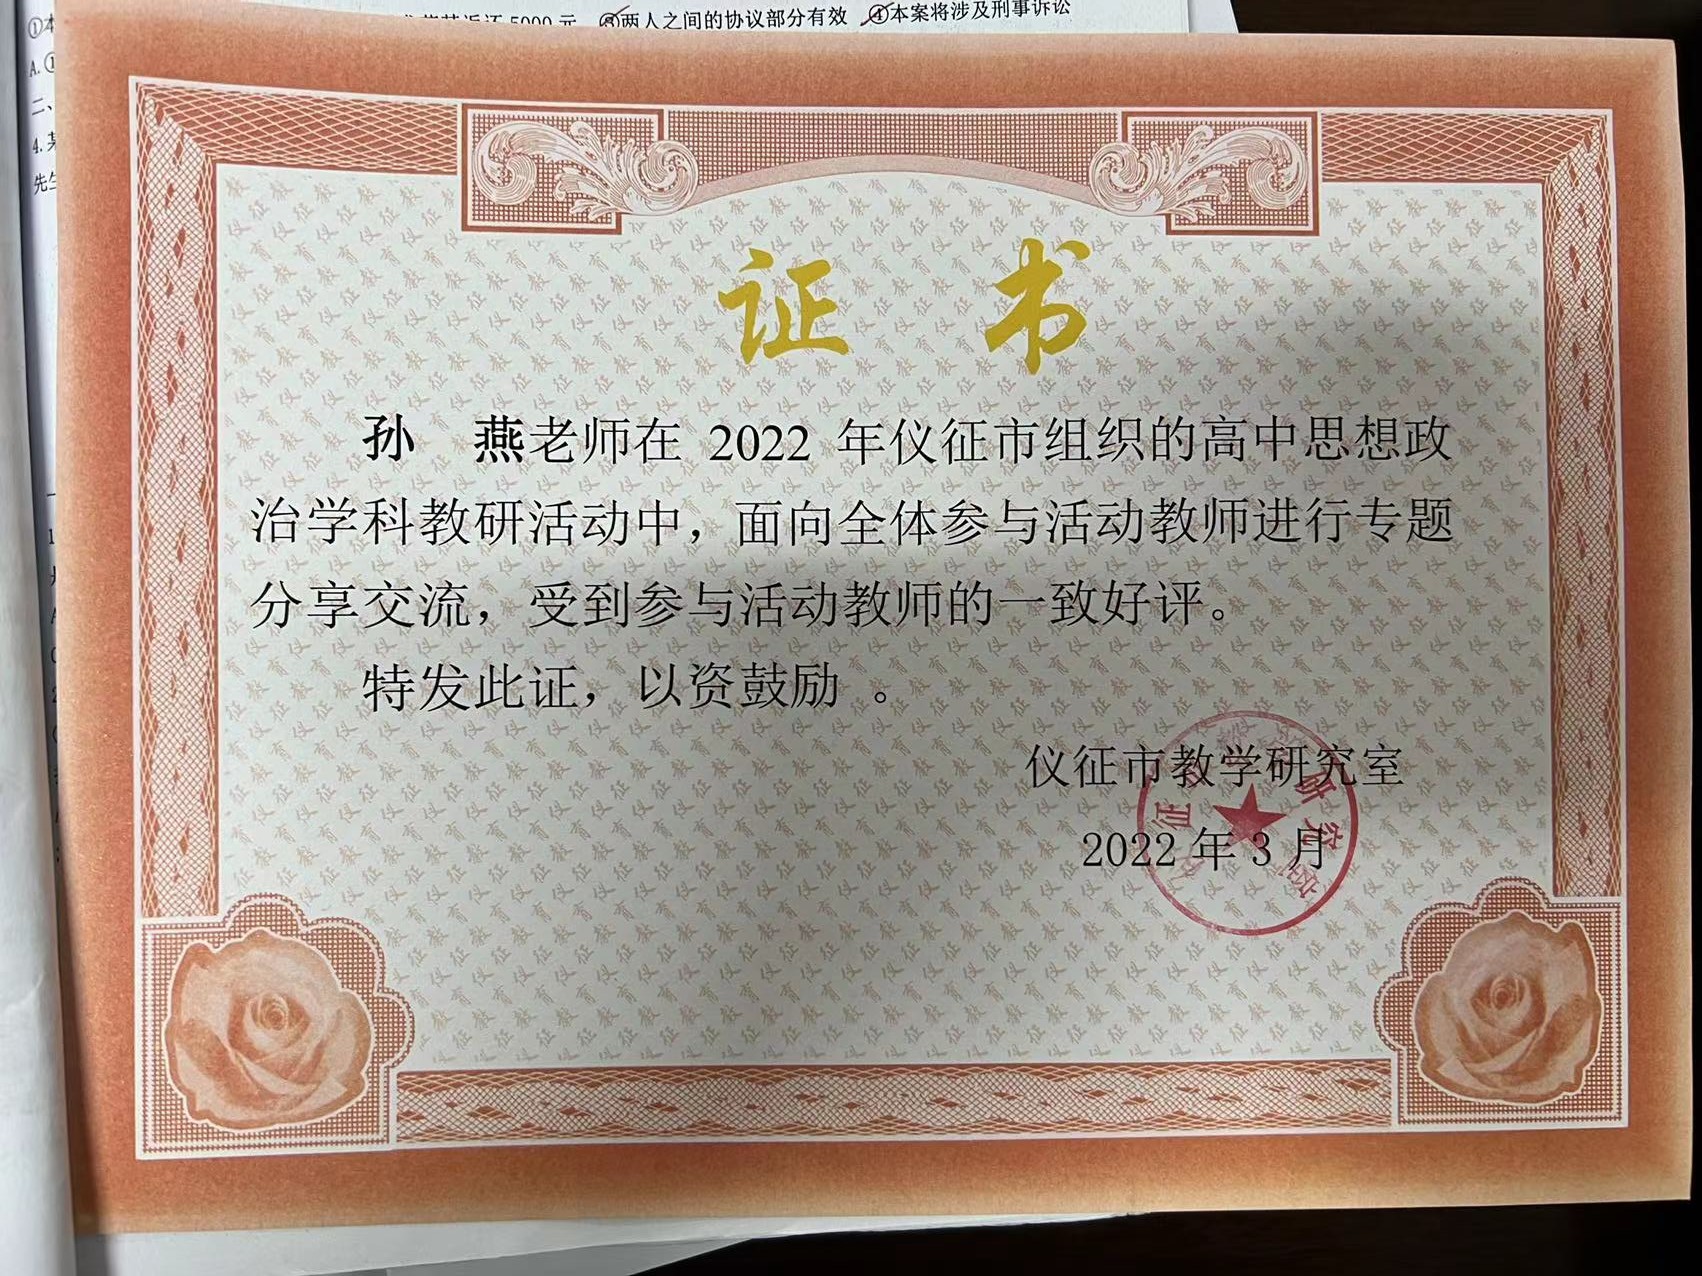 5000 元 ③两人之间的协议部分有效 ④本案将涉及刑事诉讼
证 书
孙 燕老师在 2022 年仪征市组织的高中思想政
治学科教研活动中，面向全体参与活动教师进行专题
分享交流，受到参与活动教师的一致好评。
特发此证，以资鼓励 。
仪征市教学研究室
2022 年 3 月